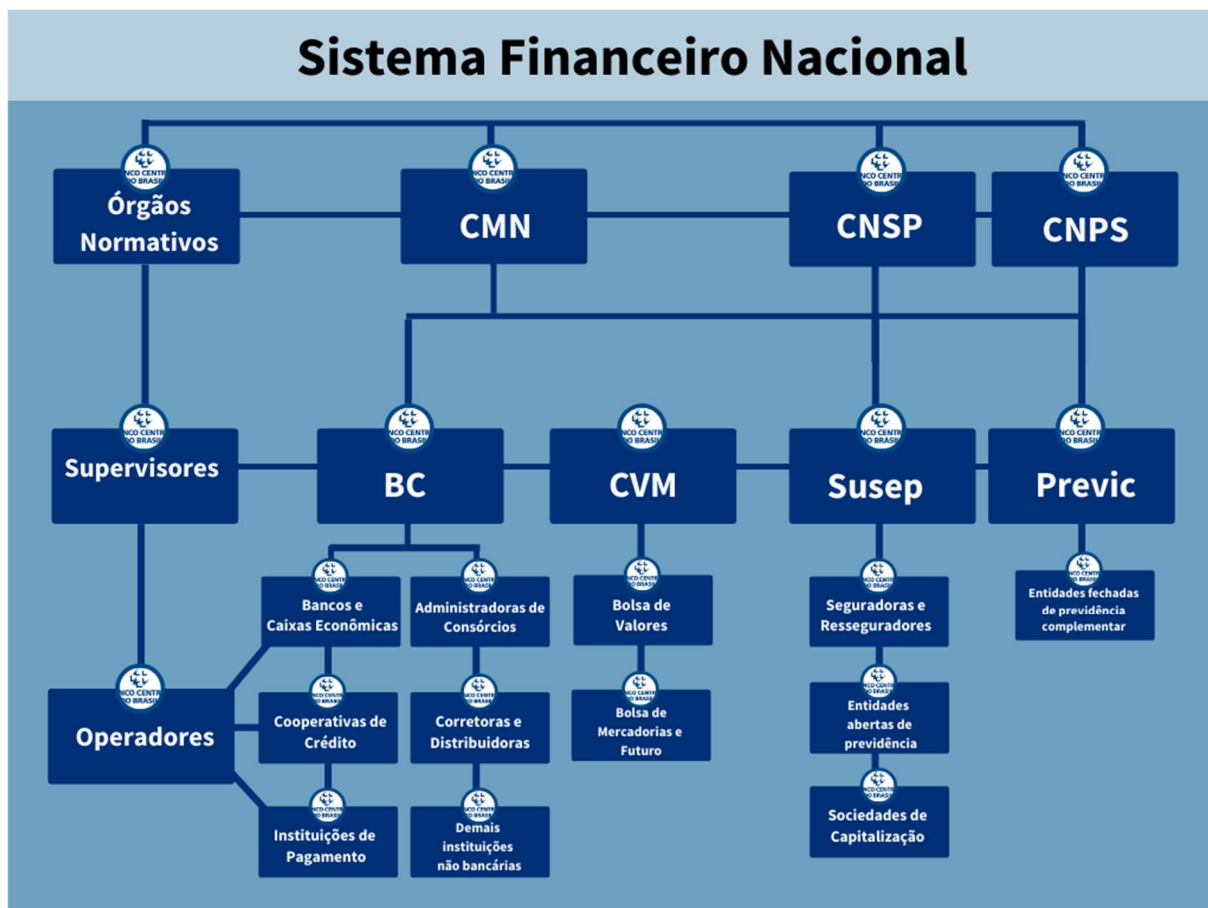 Sistema Financeiro Nacional
Órgãos
Normativos
CMN
CNSP
CNPS
Supervisores
BC
CVM
Susep
Previc
Operadores
Bancos e
Caixas Econômicas
Administradoras de
Consórcios
Bolsa de
Valores
Seguradoras e
Resseguradores
Entidades fechadas
de previdência
complementar
Cooperativas de
Crédito
Corretoras e
Distribuidoras
Bolsa de
Mercadorias e
Futuro
Entidades
abertas de
previdência
Instituições de
Pagamento
Demais
instituições
não bancárias
Sociedades de
Capitalização